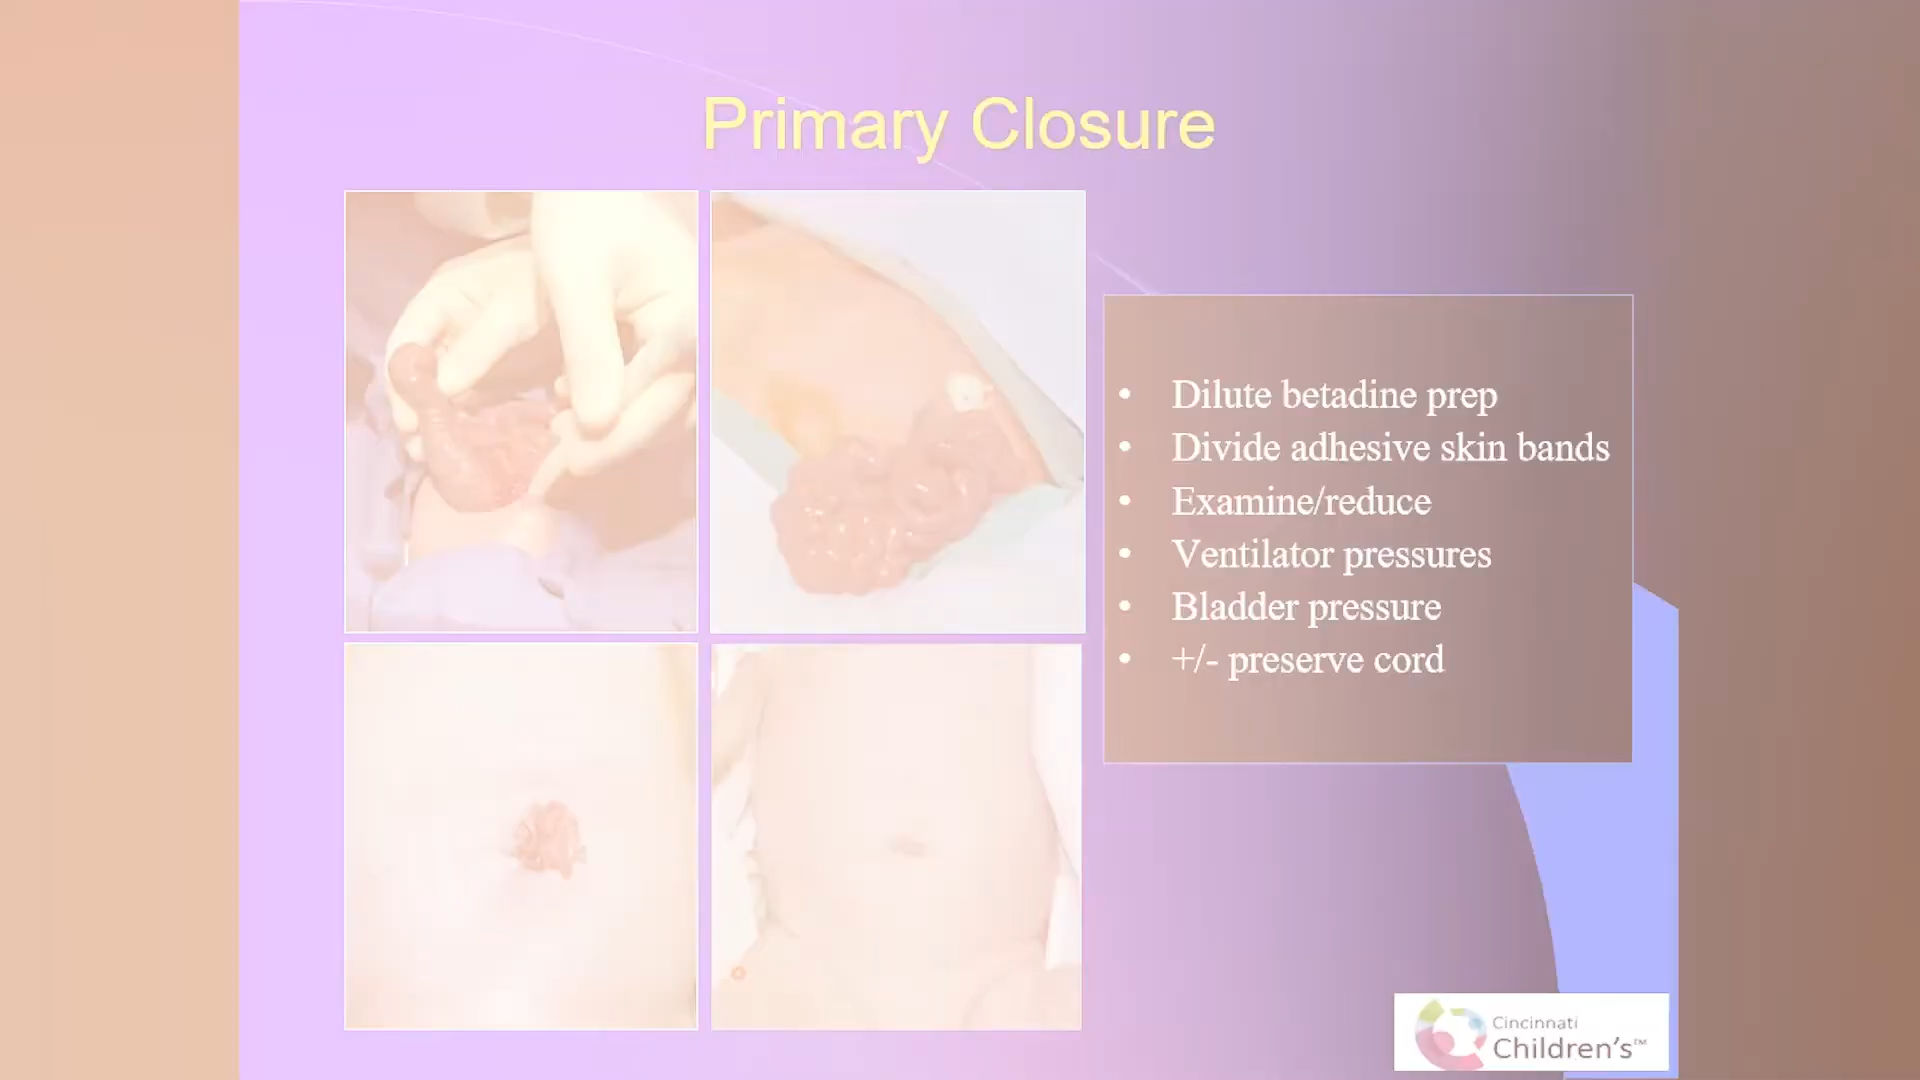 Primary Closure
• Dilute betadine prep
• Divide adhesive skin bands
• Examine/reduce
• Ventilator pressures
• Bladder pressure
• +/- preserve cord
Cincinnati
Children's™